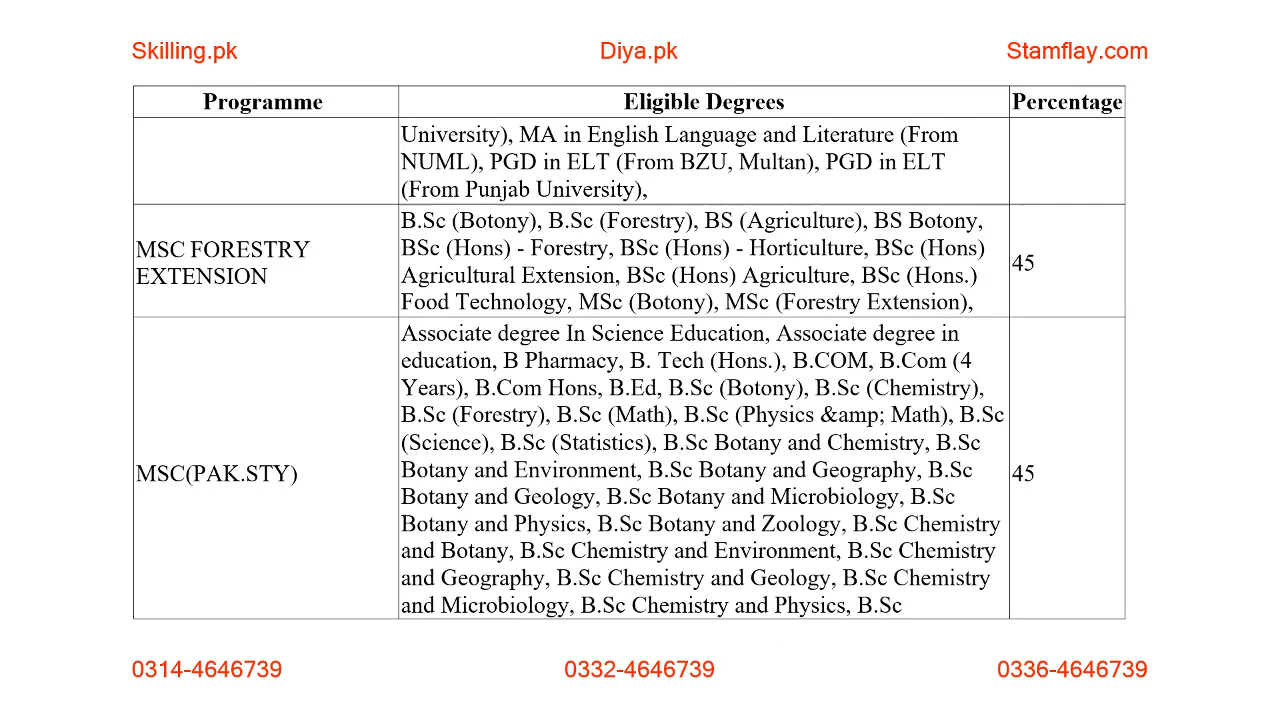 Skilling.pk Diya.pk Stamflay.com
Programme Eligible Degrees Percentage
University), MA in English Language and Literature (From
NUML), PGD in ELT (From BZU, Multan), PGD in ELT
(From Punjab University),
MSC FORESTRY
EXTENSION
B.Sc (Botony), B.Sc (Forestry), BS (Agriculture), BS Botony,
BSc (Hons) - Forestry, BSc (Hons) - Horticulture, BSc (Hons)
Agricultural Extension, BSc (Hons) Agriculture, BSc (Hons.)
Food Technology, MSc (Botony), MSc (Forestry Extension),
45
MSC(PAK.STY)
Associate degree In Science Education, Associate degree in
education, B Pharmacy, B. Tech (Hons.), B.COM, B.Com (4
Years), B.Com Hons, B.Ed, B.Sc (Botony), B.Sc (Chemistry),
B.Sc (Forestry), B.Sc (Math), B.Sc (Physics &amp; Math), B.Sc
(Science), B.Sc (Statistics), B.Sc Botany and Chemistry, B.Sc
Botany and Environment, B.Sc Botany and Geography, B.Sc
Botany and Geology, B.Sc Botany and Microbiology, B.Sc
Botany and Physics, B.Sc Botany and Zoology, B.Sc Chemistry
and Botany, B.Sc Chemistry and Environment, B.Sc Chemistry
and Geography, B.Sc Chemistry and Geology, B.Sc Chemistry
and Microbiology, B.Sc Chemistry and Physics, B.Sc
45
0314-4646739 0332-4646739 0336-4646739